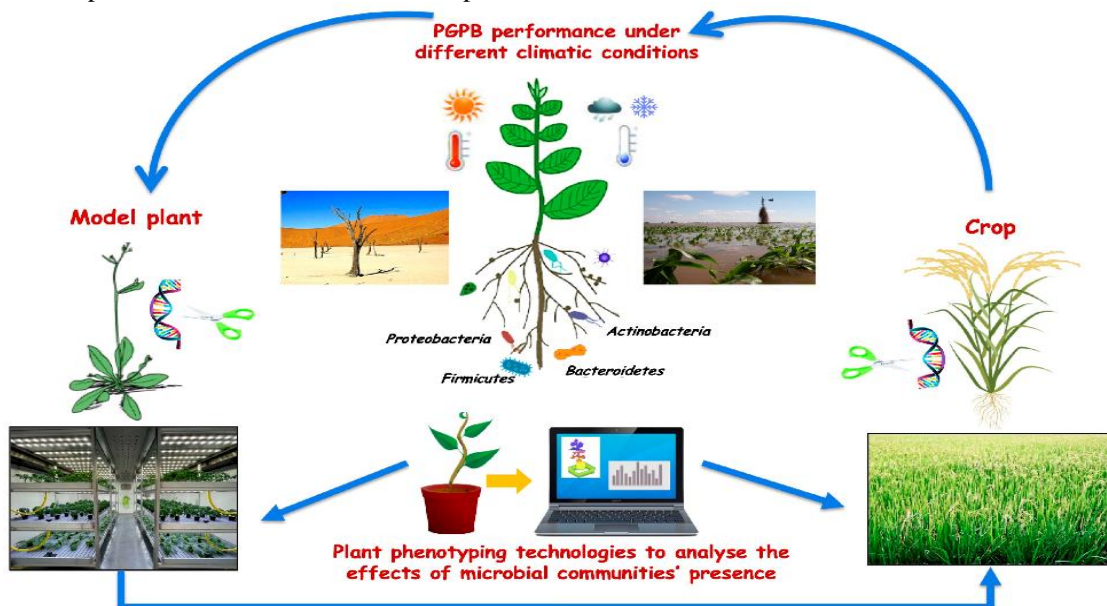 PGPB performance under
different climatic conditions
Model plant
Crop
Proteobacteria
Actinobacteria
Firmicutes
Bacteroidetes
Plant phenotyping technologies to analyse the
effects of microbial communities' presence